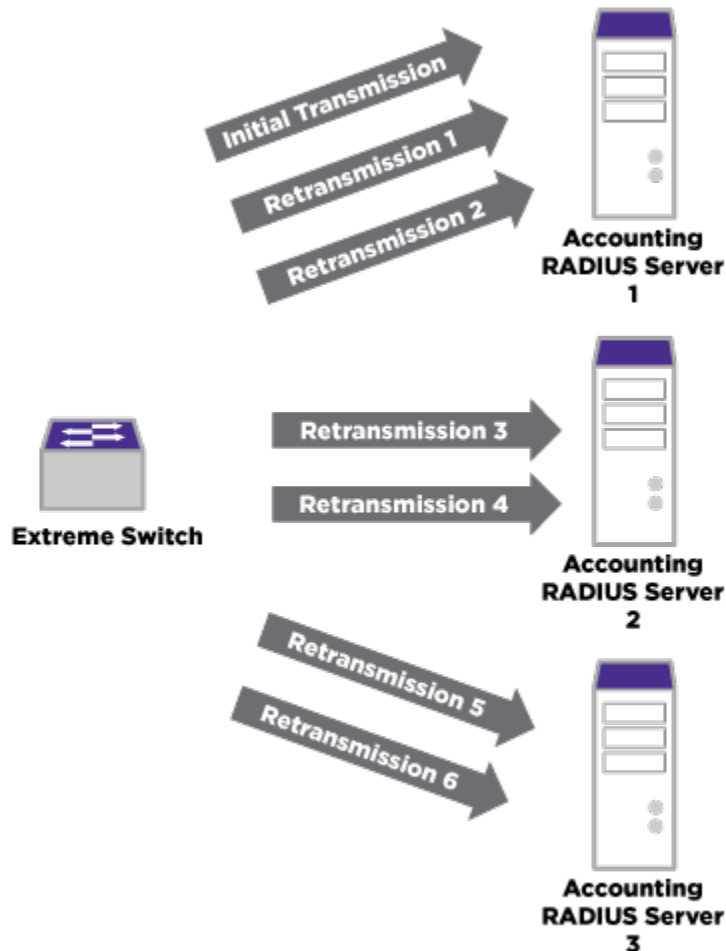 Initial Transmission
Retransmission 1
Retransmission 2
Accounting
RADIUS Server
1
Retransmission 3
Retransmission 4
Extreme Switch
Accounting
RADIUS Server
2
Retransmission 5
Retransmission 6
Accounting
RADIUS Server
3